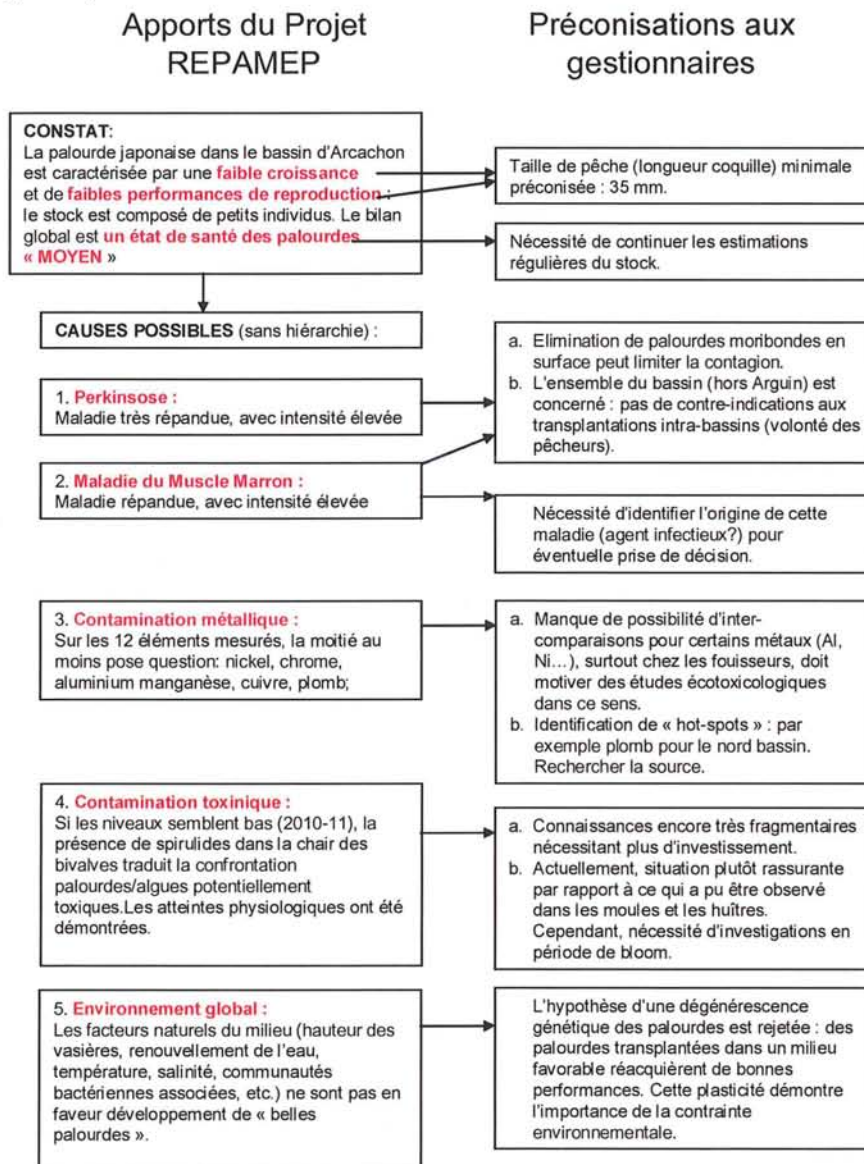 Apports du Projet
REPAMEP
Préconisations aux
gestionnaires
CONSTAT:
La palourde japonaise dans le bassin d'Arcachon
est caractérisée par une faible croissance
et de faibles performances de reproduction :
le stock est composé de petits individus. Le bilan
global est un état de santé des palourdes
« MOYEN »
Taille de pêche (longueur coquille) minimale
préconisée : 35 mm.
Nécessité de continuer les estimations
régulières du stock.
CAUSES POSSIBLES (sans hiérarchie) :
1. Perkinsose :
Maladie très répandue, avec intensité élevée
2. Maladie du Muscle Marron :
Maladie répandue, avec intensité élevée
a. Elimination de palourdes moribondes en
surface peut limiter la contagion.
b. L'ensemble du bassin (hors Arguin) est
concerné : pas de contre-indications aux
transplantations intra-bassins (volonté des
pêcheurs).
Nécessité d'identifier l'origine de cette
maladie (agent infectieux?) pour
éventuelle prise de décision.
3. Contamination métallique :
Sur les 12 éléments mesurés, la moitié au
moins pose question: nickel, chrome,
aluminium manganèse, cuivre, plomb;
a. Manque de possibilité d'inter-
comparaisons pour certains métaux (Al,
Ni...), surtout chez les fouisseurs, doit
motiver des études écotoxicologiques
dans ce sens.
b. Identification de « hot-spots » : par
exemple plomb pour le nord bassin.
Rechercher la source.
4. Contamination toxinique :
Si les niveaux semblent bas (2010-11), la
présence de spirulides dans la chair des
bivalves traduit la confrontation
palourdes/algues potentiellement
toxiques.Les atteintes physiologiques ont été
démontrées.
a. Connaissances encore très fragmentaires
nécessitant plus d'investissement.
b. Actuellement, situation plutôt rassurante
par rapport à ce qui a pu être observé
dans les moules et les huîtres.
Cependant, nécessité d'investigations en
période de bloom.
5. Environnement global :
Les facteurs naturels du milieu (hauteur des
vasières, renouvellement de l'eau,
température, salinité, communautés
bactériennes associées, etc.) ne sont pas en
faveur développement de « belles
palourdes ».
L'hypothèse d'une dégénérescence
génétique des palourdes est rejetée : des
palourdes transplantées dans un milieu
favorable réacquièrent de bonnes
performances. Cette plasticité démontre
l'importance de la contrainte
environnementale.